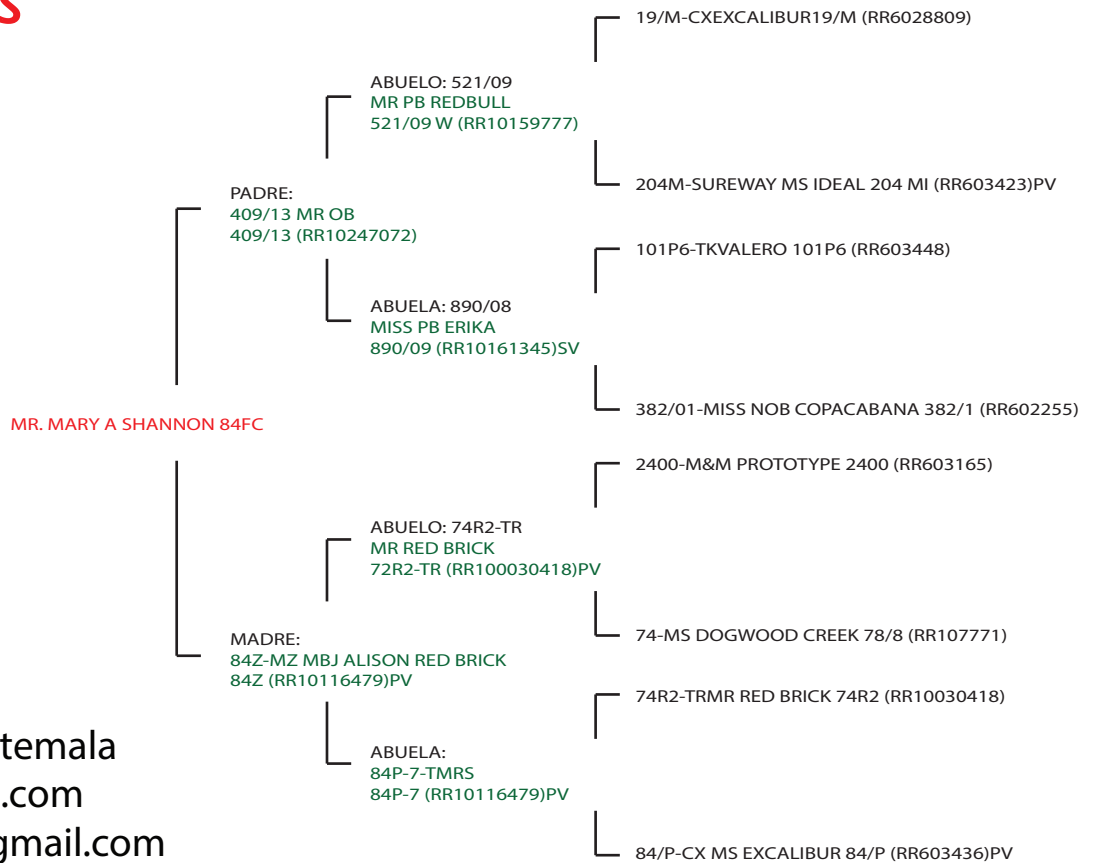 S
19/M-CXEXCALIBUR19/M (RR6028809)
ABUELO: 521/09
MR PB REDBULL
521/09 W (RR10159777)
204M-SUREWAY MS IDEAL 204 MI (RR603423)PV
PADRE:
409/13 MR OB
409/13 (RR10247072)
101P6-TKVALERO 101P6 (RR603448)
ABUELA: 890/08
MISS PB ERIKA
890/09 (RR10161345)SV
382/01-MISS NOB COPACABANA 382/1 (RR602255)
MR. MARY A SHANNON 84FC
2400-M&M PROTOTYPE 2400 (RR603165)
ABUELO: 74R2-TR
MR RED BRICK
72R2-TR (RR100030418)PV
74-MS DOGWOOD CREEK 78/8 (RR107771)
MADRE:
84Z-MZ MBJ ALISON RED BRICK
84Z (RR10116479)PV
74R2-TRMR RED BRICK 74R2 (RR10030418)
ABUELA:
84P-7-TMRS
84P-7 (RR10116479)PV
84/P-CX MS EXCALIBUR 84/P (RR603436)PV
temala
.com
gmail.com